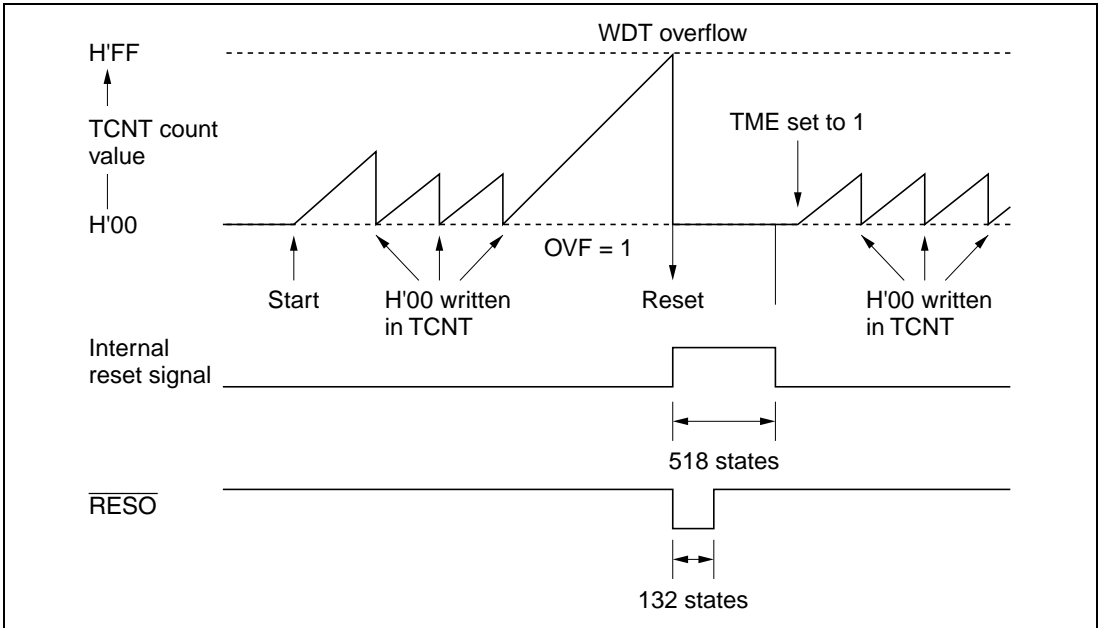 WDT overflow
H'FF
TME set to 1
TCNT count
value
H'00
OVF = 1
Start
H'00 written
in TCNT
Reset
H'00 written
in TCNT
Internal
reset signal
518 states
RESO
132 states